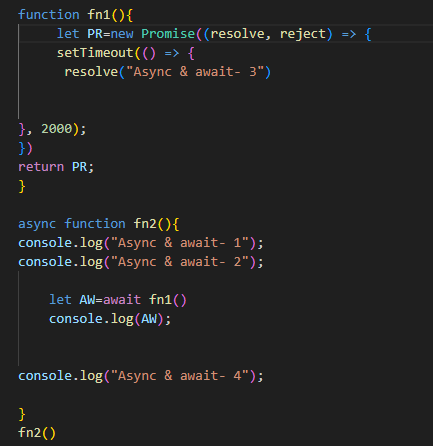 function fn1(){
let PR=new Promise((resolve, reject) => {
setTimeout(() => {
resolve("Async & await- 3")
}, 2000);
})
return PR;
}
async function fn2(){
console.log("Async & await- 1");
console.log("Async & await- 2");
let AW=await fn1()
console.log(AW);
console.log("Async & await- 4");
}
fn2()